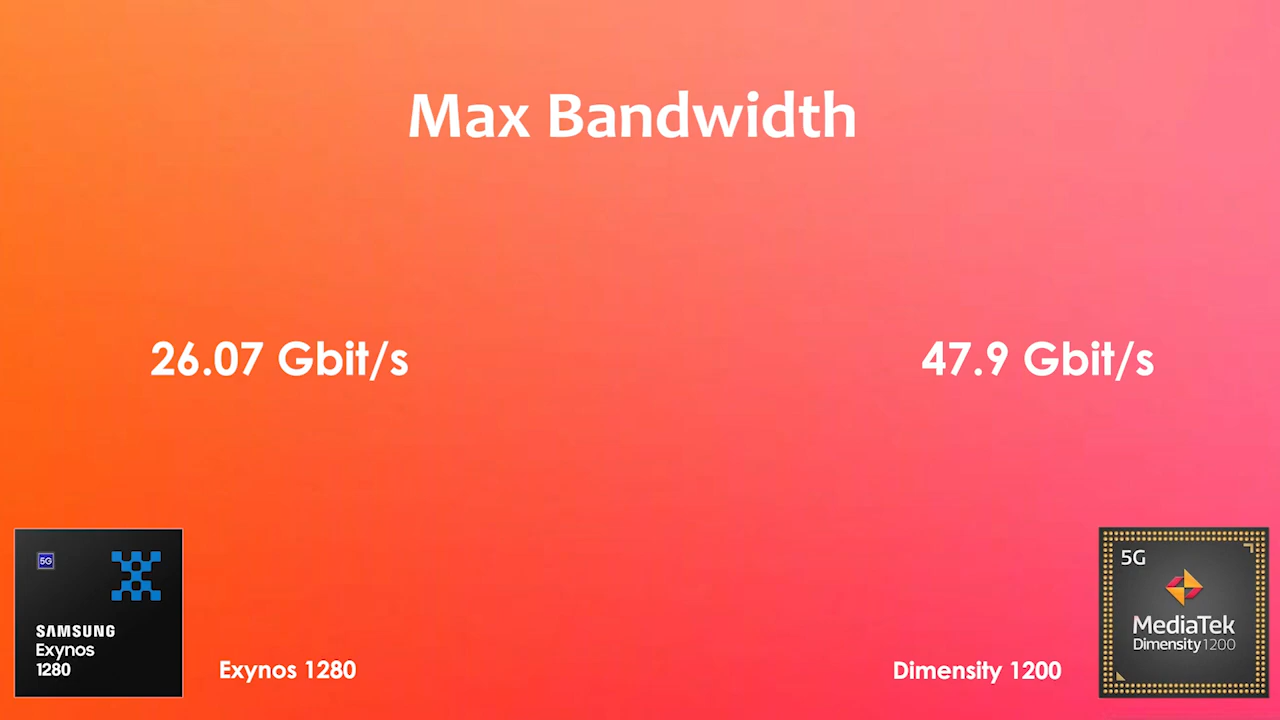 Max Bandwidth
26.07 Gbit/s
47.9 Gbit/s
5G
SAMSUNG
Exynos
1280
Exynos 1280
Dimensity 1200
5G
MediaTek
Dimensity 1200